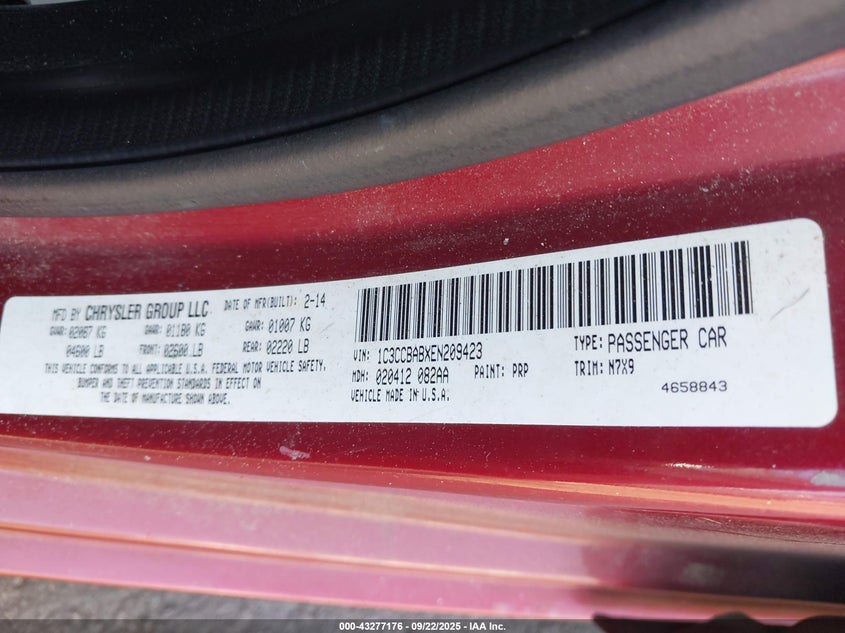 MFD BY CHRYSLER GROUP LLC DATE OF MFR(BUILT): 2-14
GVWR: 02087 KG GAWR: 01180 KG GAWR: 01007 KG
04600 LB FRONT: 02600 LB REAR: 02220 LB
THIS VEHICLE CONFORMS TO ALL APPLICABLE U.S.A. FEDERAL MOTOR VEHICLE SAFETY,
BUMPER AND THEFT PREVENTION STANDARDS IN EFFECT ON
THE DATE OF MANUFACTURE SHOWN ABOVE.
VIN: 1C3CCBABXEN209423 TYPE: PASSENGER CAR
MDH: 020412 082AA PAINT: PRP TRIM: N7X9
VEHICLE MADE IN U.S.A. 4658843
000-43277176 - 09/22/2025 - IAA Inc.